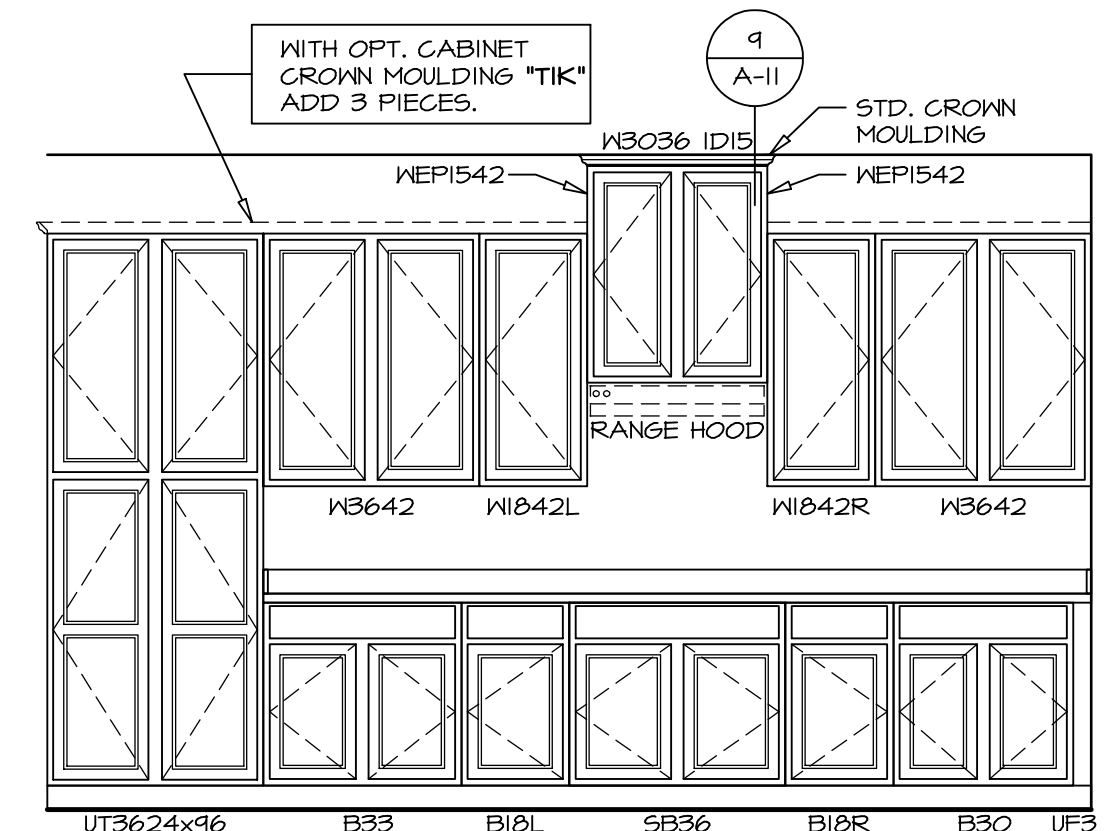 WITH OPT. CABINET
CROWN MOULDING "TIK"
ADD 3 PIECES.
9
A-11
STD. CROWN
MOULDING
W3036 1D15
WEP1542
WEP1542
RANGE HOOD
W3642
W1842L
W1842R
W3642
UT3624x96
B33
B18L
SB36
B18R
B30
UF3